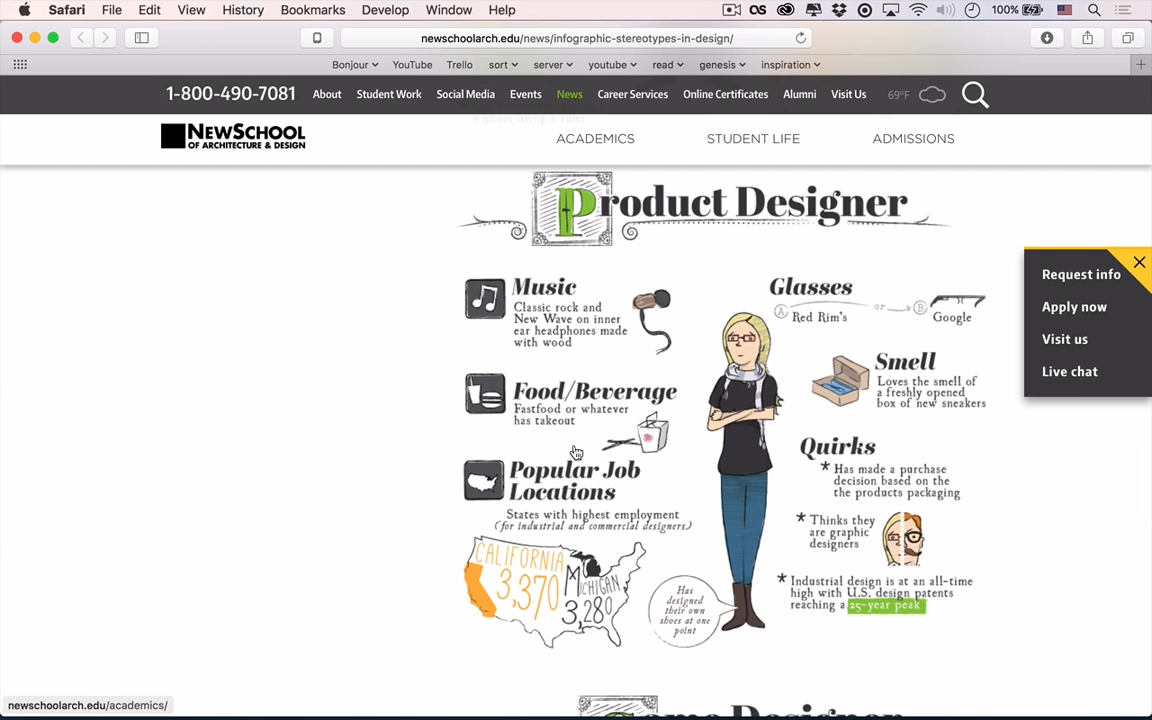 Safari File Edit View History Bookmarks Develop Window Help 100%
newschoolarch.edu/news/infographic-stereotypes-in-design/
Bonjour YouTube Trello sort server youtube read genesis inspiration
1-800-490-7081 About Student Work Social Media Events News Career Services Online Certificates Alumni Visit Us 69°F
without using a ruler
NEWSCHOOL
OF ARCHITECTURE & DESIGN
ACADEMICS STUDENT LIFE ADMISSIONS
Product Designer
Music
Classic rock and
New Wave on inner
ear headphones made
with wood
Food/Beverage
Fastfood or whatever
has takeout
Popular Job
Locations
States with highest employment
(for industrial and commercial designers.)
CALIFORNIA
3,370
MICHIGAN
3,280
Has
designed
their own
shoes at one
point
Glasses
A Red Rim's or B Google
Smell
Loves the smell of
a freshly opened
box of new sneakers
Quirks
* Has made a purchase
decision based on the
the products packaging
* Thinks they
are graphic
designers
* Industrial design is at an all-time
high with U.S. design patents
reaching a 25-year peak
Request info
Apply now
Visit us
Live chat
newschoolarch.edu/academics/